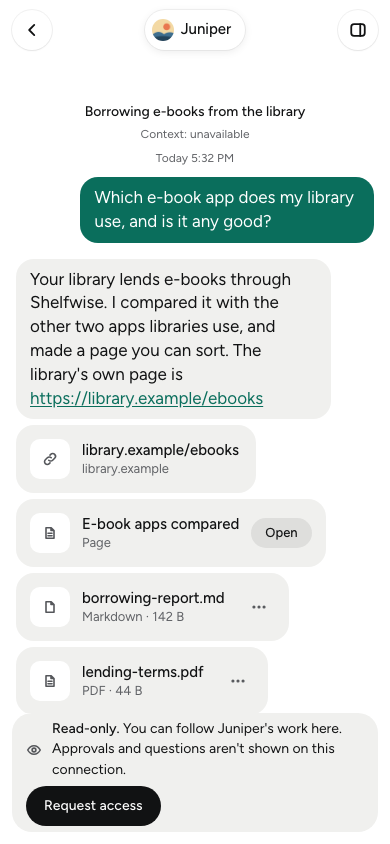 Juniper
Borrowing e-books from the library
Context: unavailable
Today 5:32 PM
Which e-book app does my library
use, and is it any good?
Your library lends e-books through
Shelfwise. I compared it with the
other two apps libraries use, and
made a page you can sort. The
library's own page is
https://library.example/ebooks
library.example/ebooks
library.example
E-book apps compared
Page
Open
borrowing-report.md
Markdown · 142 B
lending-terms.pdf
PDF · 44 B
Read-only. You can follow Juniper's work here.
Approvals and questions aren't shown on this
connection.
Request access